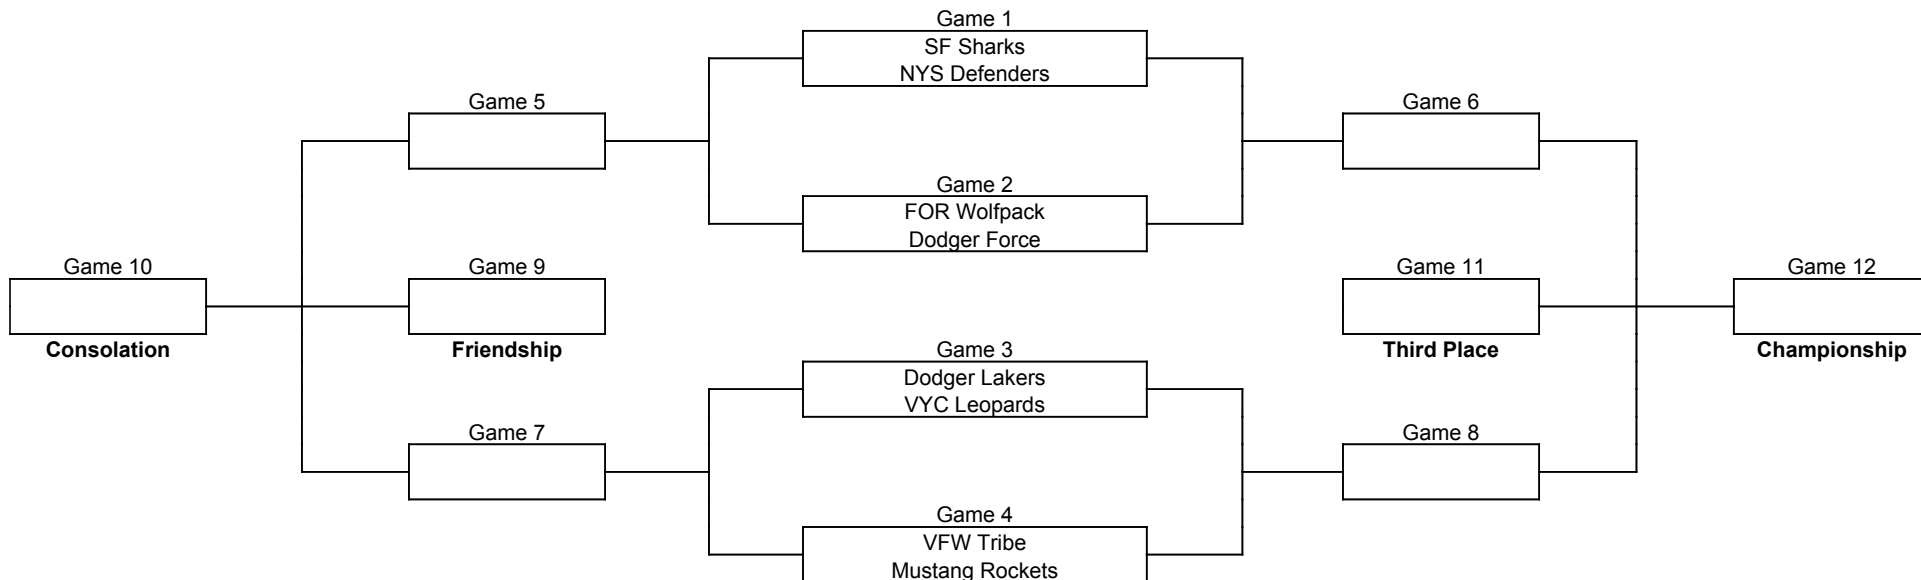 Game 1
SF Sharks
NYS Defenders
Game 5
Game 6
Game 2
FOR Wolfpack
Dodger Force
Game 10
Game 9
Game 11
Game 12
Consolation
Friendship
Third Place
Championship
Game 3
Dodger Lakers
VYC Leopards
Game 7
Game 8
Game 4
VFW Tribe
Mustang Rockets